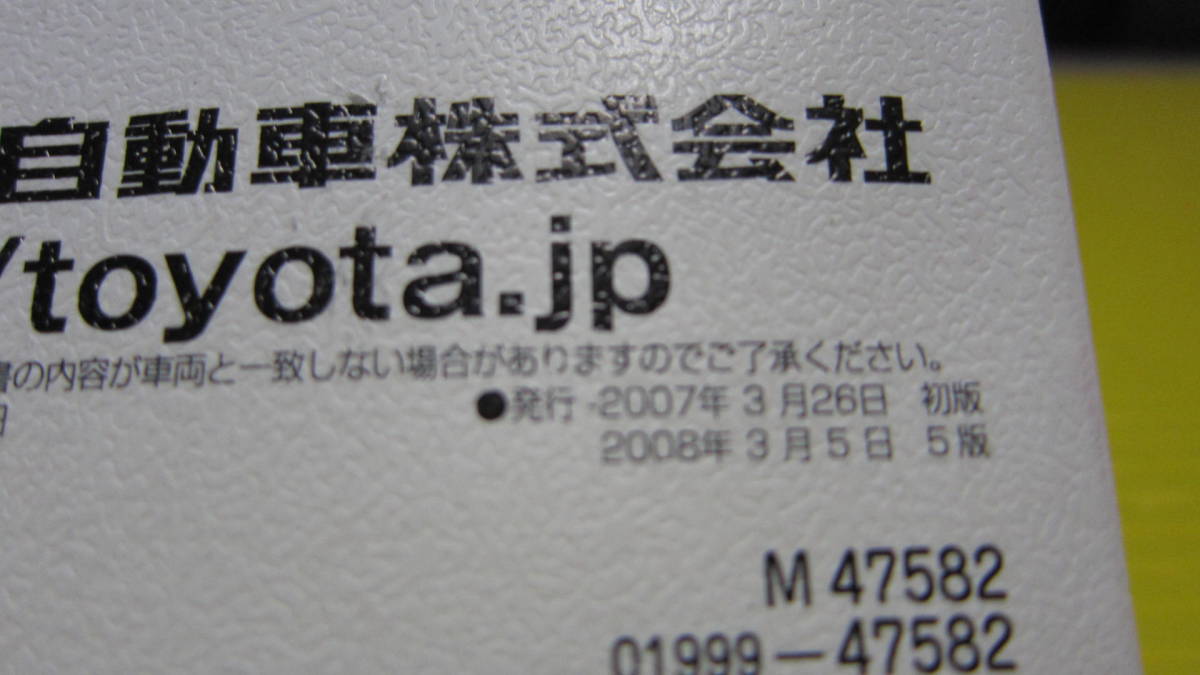 自動車株式会社
/toyota.jp
書の内容が車両と一致しない場合がありますのでご了承ください。
日
●発行-2007年 3 月26日 初版
2008年 3 月 5 日 5 版
M 47582
01999-47582